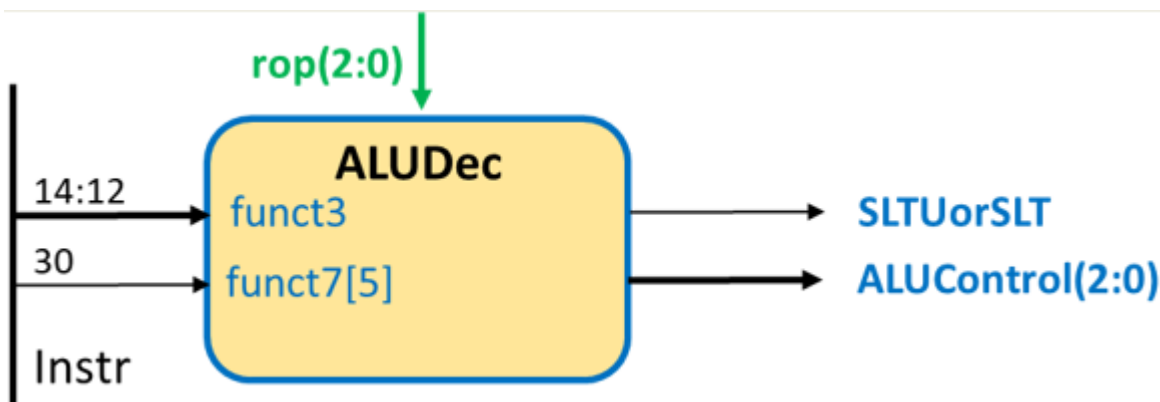 rop(2:0)
ALUDec
14:12
funct3
SLTUorSLT
30
funct7[5]
ALUControl(2:0)
Instr